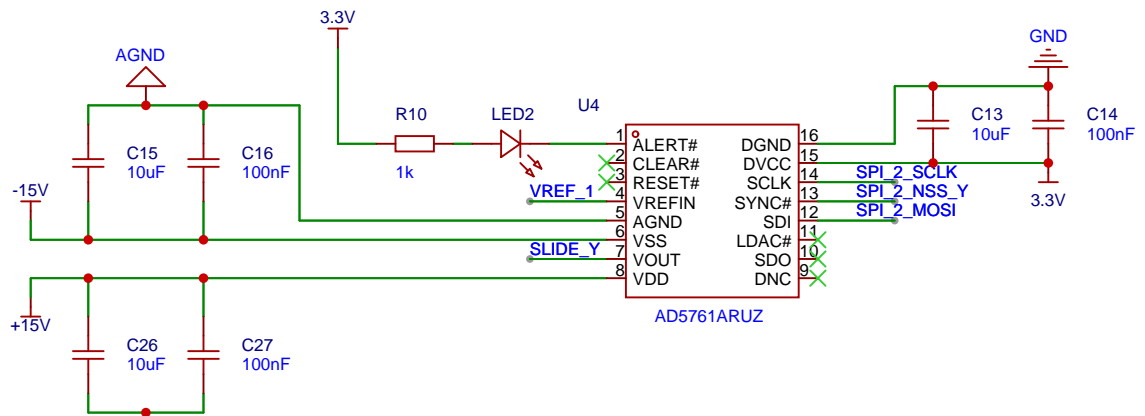 3.3V
GND
AGND
R10
LED2
U4
1k
C15
10uF
C16
100nF
C13
10uF
C14
100nF
-15V
+15V
3.3V
VREF_1
SLIDE_Y
1 ALERT#
2 CLEAR#
3 RESET#
4 VREFIN
5 AGND
6 VSS
7 VOUT
8 VDD
DGND 16
DVCC 15
SCLK 14
SYNC# 13
SDI 12
LDAC# 11
SDO 10
DNC 9
SPI_2_SCLK
SPI_2_NSS_Y
SPI_2_MOSI
AD5761ARUZ
C26
10uF
C27
100nF